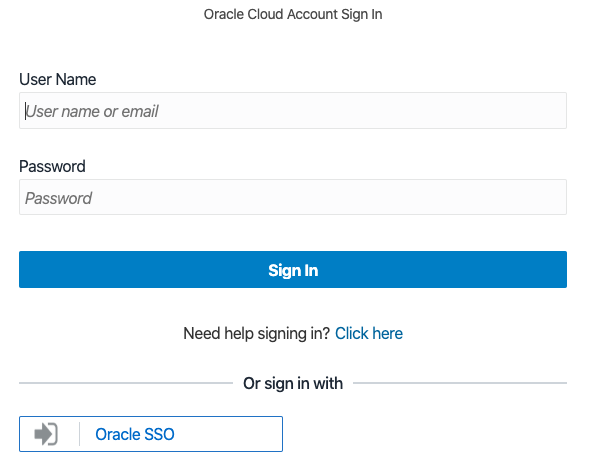 Oracle Cloud Account Sign In
User Name
User name or email
Password
Password
Sign In
Need help signing in? Click here
Or sign in with
Oracle SSO